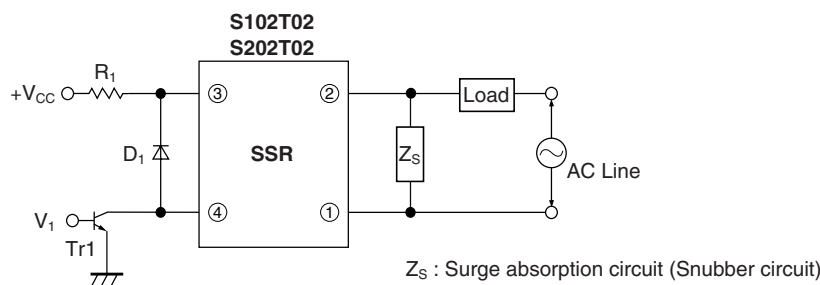 S102T02
S202T02
R1
+VCC
③
②
Load
D1
SSR
ZS
AC Line
V1
④
①
Tr1
ZS : Surge absorption circuit (Snubber circuit)